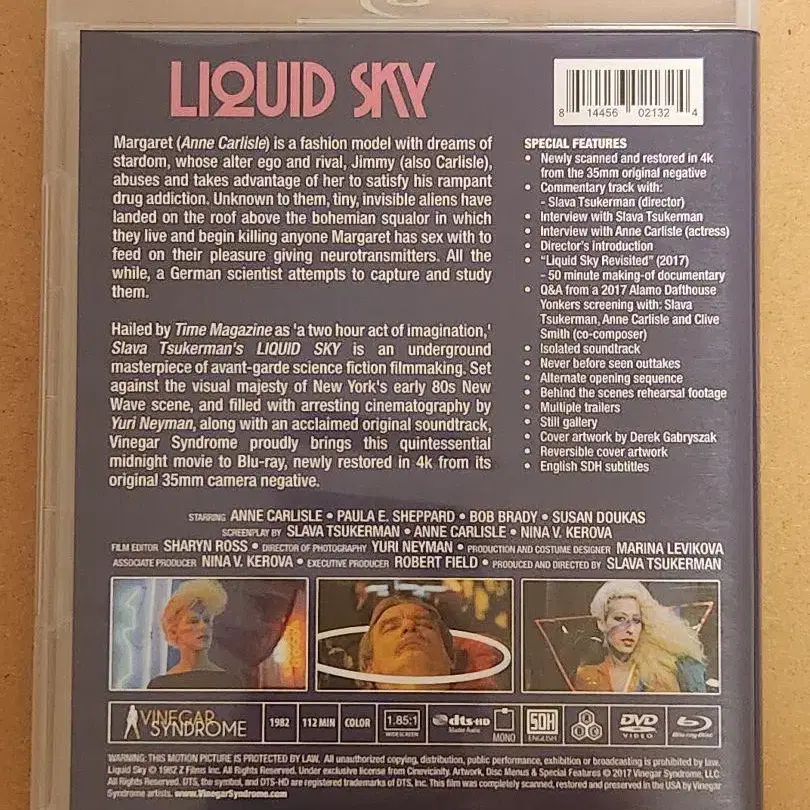 LIQUID SKY
Margaret (Anne Carlisle) is a fashion model with dreams of
stardom, whose alter ego and rival, Jimmy (also Carlisle),
abuses and takes advantage of her to satisfy his rampant
drug addiction. Unknown to them, tiny, invisible aliens have
landed on the roof above the bohemian squalor in which
they live and begin killing anyone Margaret has sex with to
feed on their pleasure giving neurotransmitters. All the
while, a German scientist attempts to capture and study
them.
Hailed by Time Magazine as 'a two hour act of imagination,'
Slava Tsukerman's LIQUID SKY is an underground
masterpiece of avant-garde science fiction filmmaking. Set
against the visual majesty of New York's early 80s New
Wave scene, and filled with arresting cinematography by
Yuri Neyman, along with an acclaimed original soundtrack,
Vinegar Syndrome proudly brings this quintessential
midnight movie to Blu-ray, newly restored in 4k from its
original 35mm camera negative.
8 14456 02132 4
SPECIAL FEATURES
• Newly scanned and restored in 4k
from the 35mm original negative
• Commentary track with:
- Slava Tsukerman (director)
• Interview with Slava Tsukerman
• Interview with Anne Carlisle (actress)
• Director's introduction
• "Liquid Sky Revisited" (2017)
- 50 minute making-of documentary
• Q&A from a 2017 Alamo Dafthouse
Yonkers screening with: Slava
Tsukerman, Anne Carlisle and Clive
Smith (co-composer)
• Isolated soundtrack
• Never before seen outtakes
• Alternate opening sequence
• Behind the scenes rehearsal footage
• Multiple trailers
• Still gallery
• Cover artwork by Derek Gabryszak
• Reversible cover artwork
• English SDH subtitles
STARRING ANNE CARLISLE • PAULA E. SHEPPARD • BOB BRADY • SUSAN DOUKAS
SCREENPLAY BY SLAVA TSUKERMAN • ANNE CARLISLE • NINA V. KEROVA
FILM EDITOR SHARYN ROSS • DIRECTOR OF PHOTOGRAPHY YURI NEYMAN • PRODUCTION AND COSTUME DESIGNER MARINA LEVIKOVA
ASSOCIATE PRODUCER NINA V. KEROVA • EXECUTIVE PRODUCER ROBERT FIELD • PRODUCED AND DIRECTED BY SLAVA TSUKERMAN
VINEGAR SYNDROME 1982 112 MIN COLOR 1.85:1 WIDESCREEN dts-HD Master Audio MONO SDH ENGLISH DVD VIDEO Blu-ray Disc
WARNING: THIS MOTION PICTURE IS PROTECTED BY LAW. All unauthorized copying, distribution, public performance, exhibition or broadcasting is prohibited by law.
Liquid Sky © 1982 Z Films Inc. All Rights Reserved. Under exclusive license from Cinevicinity. Artwork, Disc Menus & Special Features © 2017 Vinegar Syndrome, LLC.
All Rights Reserved. DTS, the symbol, and DTS-HD are registered trademarks of DTS, Inc. This film was completely scanned, restored and preserved in the USA by Vinegar
Syndrome artists. www.VinegarSyndrome.com